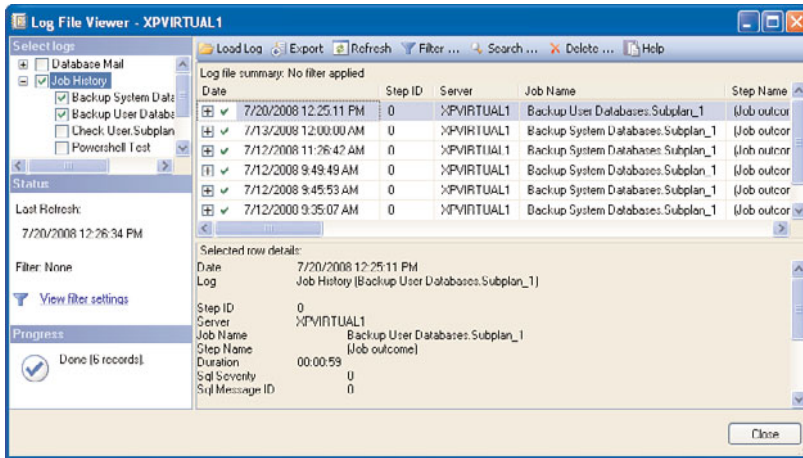 Log File Viewer - XPVIRTUAL1
Select logs
Database Mail
Job History
Backup System Data
Backup User Databa
Check User.Subplan
Powershell Test
Status
Last Refresh:
7/20/2008 12:26:34 PM
Filter: None
View filter settings
Progress
Done (6 records).
Load Log Export Refresh Filter ... Search ... Delete ... Help
Log file summary: No filter applied
Date Step ID Server Job Name Step Name
7/20/2008 12:25:11 PM 0 XPVIRTUAL1 Backup User Databases.Subplan_1 (Job outcor
7/13/2008 12:00:00 AM 0 XPVIRTUAL1 Backup System Databases.Subplan_1 (Job outcor
7/12/2008 11:26:42 AM 0 XPVIRTUAL1 Backup System Databases.Subplan_1 (Job outcor
7/12/2008 9:49:49 AM 0 XPVIRTUAL1 Backup System Databases.Subplan_1 (Job outcor
7/12/2008 9:45:53 AM 0 XPVIRTUAL1 Backup System Databases.Subplan_1 (Job outcor
7/12/2008 9:35:07 AM 0 XPVIRTUAL1 Backup System Databases.Subplan_1 (Job outcor
Selected row details:
Date 7/20/2008 12:25:11 PM
Log Job History (Backup User Databases.Subplan_1)
Step ID 0
Server XPVIRTUAL1
Job Name Backup User Databases.Subplan_1
Step Name (Job outcome)
Duration 00:00:59
Sql Severity 0
Sql Message ID 0
Close